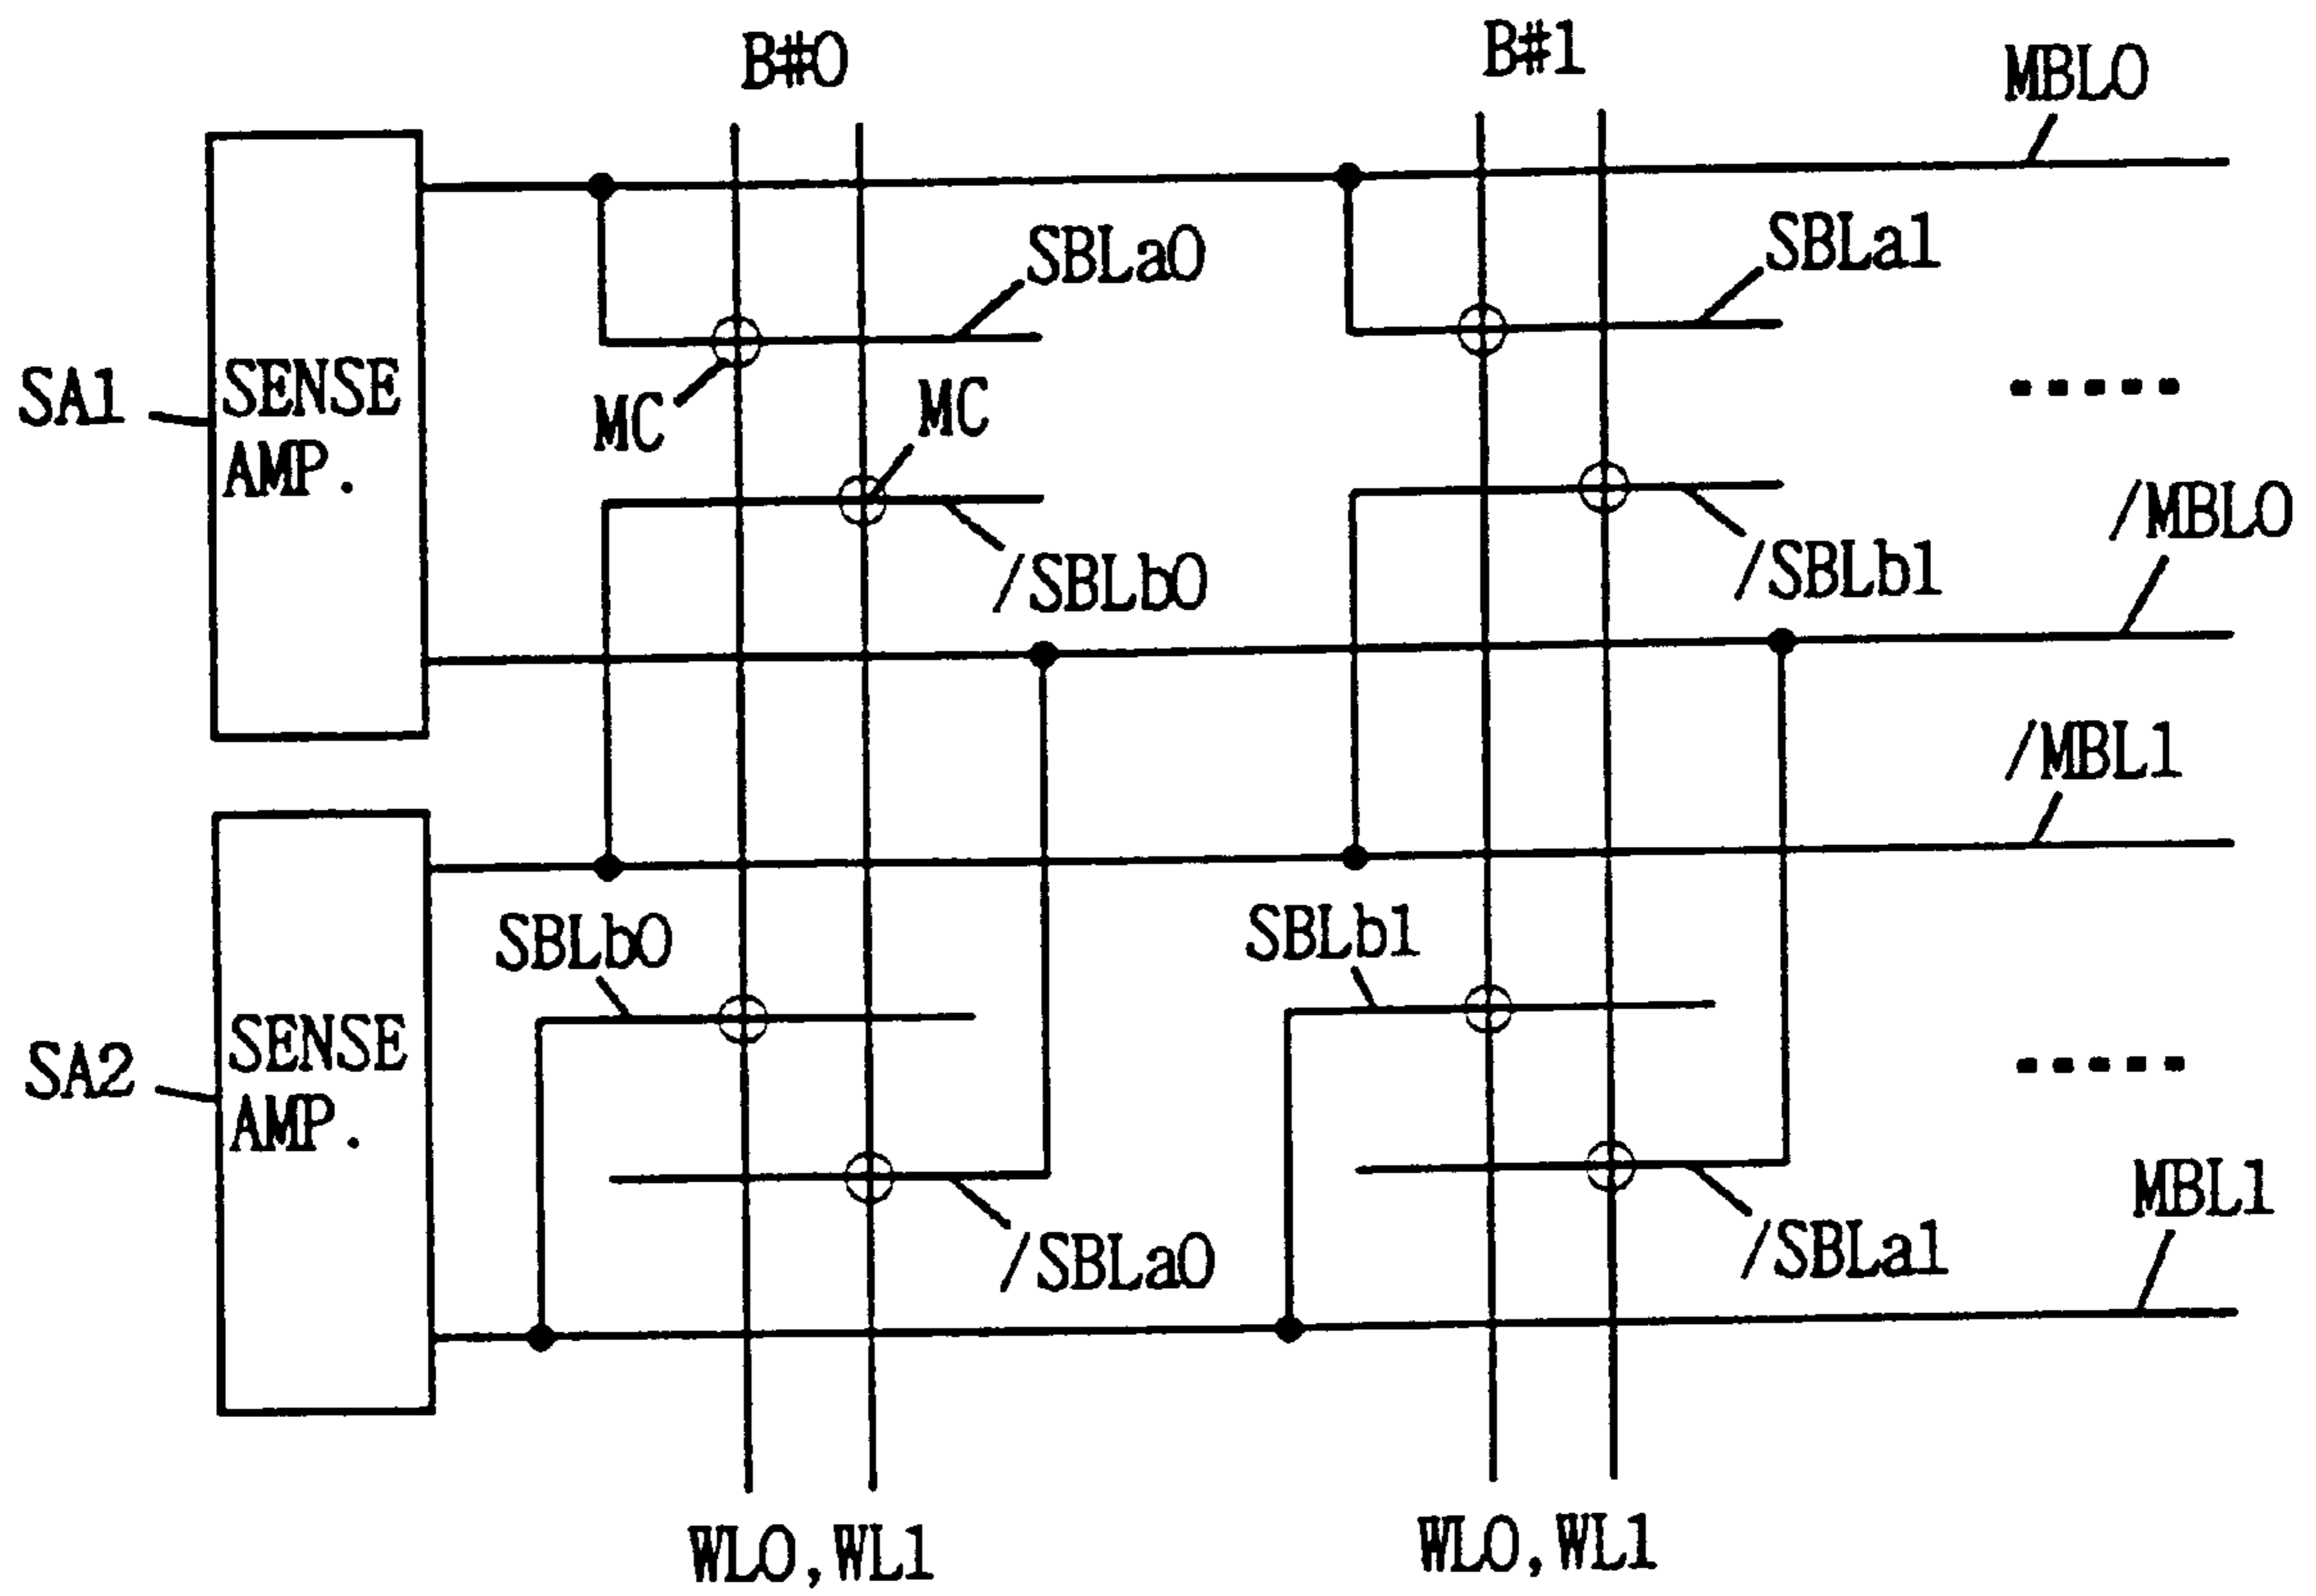 B#0
B#1
MBL0
SBLa0
SBLa1
SA1
SENSE
AMP.
MC
MC
/SBLb0
/SBLb1
/MBL0
/MBL1
SBLb0
SBLb1
SA2
SENSE
AMP.
/SBLa0
/SBLa1
MBL1
WL0,WL1
WL0,WL1